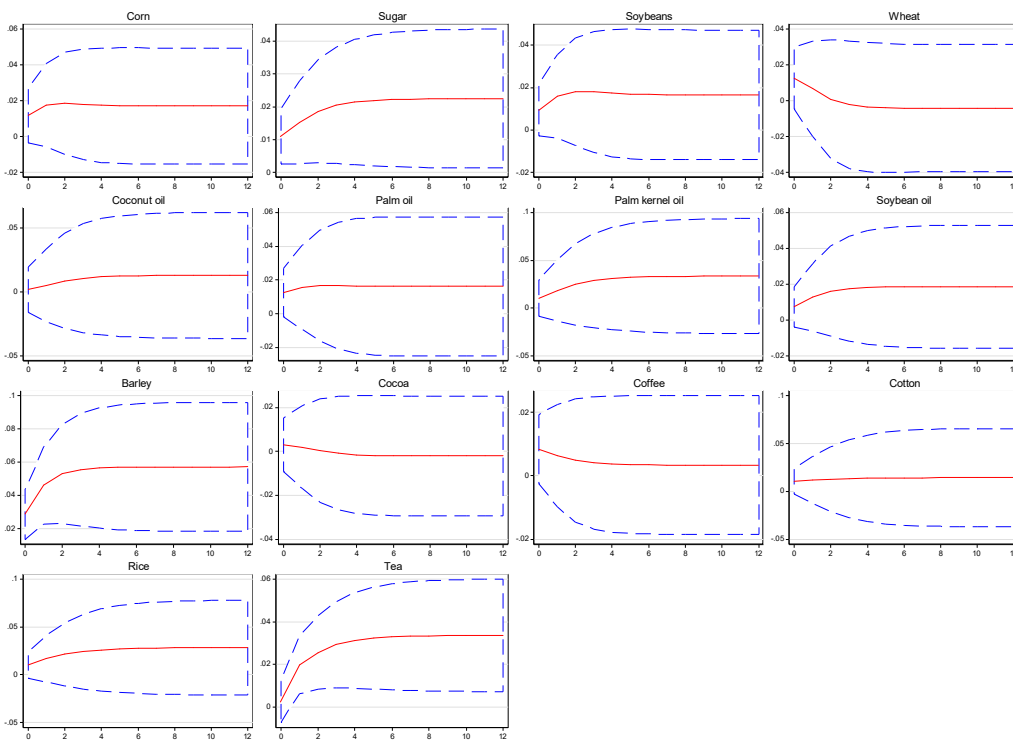 Corn
.06
.04
.02
0
-.02
0 2 4 6 8 10 12
Sugar
.04
.03
.02
.01
0
0 2 4 6 8 10 12
Soybeans
.04
.02
0
-.02
0 2 4 6 8 10 12
Wheat
.04
.02
0
-.02
-.04
0 2 4 6 8 10 12
Coconut oil
.05
0
-.05
0 2 4 6 8 10 12
Palm oil
.06
.04
.02
0
-.02
0 2 4 6 8 10 12
Palm kernel oil
.1
.05
0
-.05
0 2 4 6 8 10 12
Soybean oil
.06
.04
.02
0
-.02
0 2 4 6 8 10 12
Barley
.1
.08
.06
.04
.02
0 2 4 6 8 10 12
Cocoa
.02
0
-.02
-.04
0 2 4 6 8 10 12
Coffee
.02
0
-.02
0 2 4 6 8 10 12
Cotton
.1
.05
0
-.05
0 2 4 6 8 10 12
Rice
.1
.05
0
-.05
0 2 4 6 8 10 12
Tea
.06
.04
.02
0
0 2 4 6 8 10 12